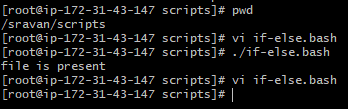 [root@ip-172-31-43-147 scripts]# pwd
/sravan/scripts
[root@ip-172-31-43-147 scripts]# vi if-else.bash
[root@ip-172-31-43-147 scripts]# ./if-else.bash
file is present
[root@ip-172-31-43-147 scripts]# vi if-else.bash
[root@ip-172-31-43-147 scripts]#